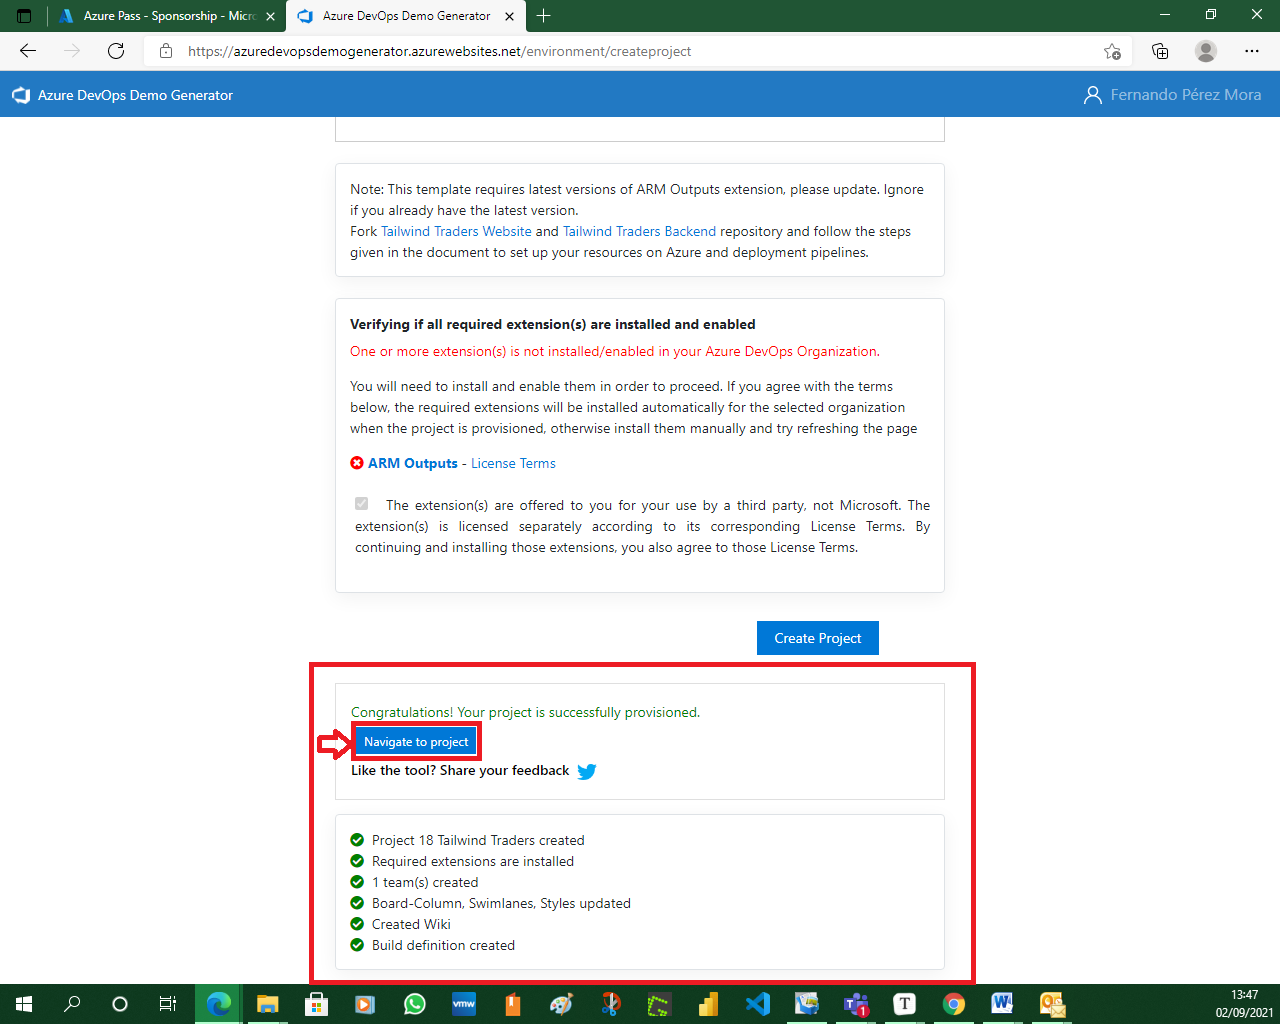 Azure Pass - Sponsorship - Micr
Azure DevOps Demo Generator
https://azuredevopsdemogenerator.azurewebsites.net/environment/createproject
Azure DevOps Demo Generator
Fernando Pérez Mora
Note: This template requires latest versions of ARM Outputs extension, please update. Ignore
if you already have the latest version.
Fork Tailwind Traders Website and Tailwind Traders Backend repository and follow the steps
given in the document to set up your resources on Azure and deployment pipelines.
Verifying if all required extension(s) are installed and enabled
One or more extension(s) is not installed/enabled in your Azure DevOps Organization.
You will need to install and enable them in order to proceed. If you agree with the terms
below, the required extensions will be installed automatically for the selected organization
when the project is provisioned, otherwise install them manually and try refreshing the page
ARM Outputs - License Terms
The extension(s) are offered to you for your use by a third party, not Microsoft. The
extension(s) is licensed separately according to its corresponding License Terms. By
continuing and installing those extensions, you also agree to those License Terms.
Create Project
Congratulations! Your project is successfully provisioned.
Navigate to project
Like the tool? Share your feedback
Project 18 Tailwind Traders created
Required extensions are installed
1 team(s) created
Board-Column, Swimlanes, Styles updated
Created Wiki
Build definition created
vmw
1
T
13:47
02/09/2021